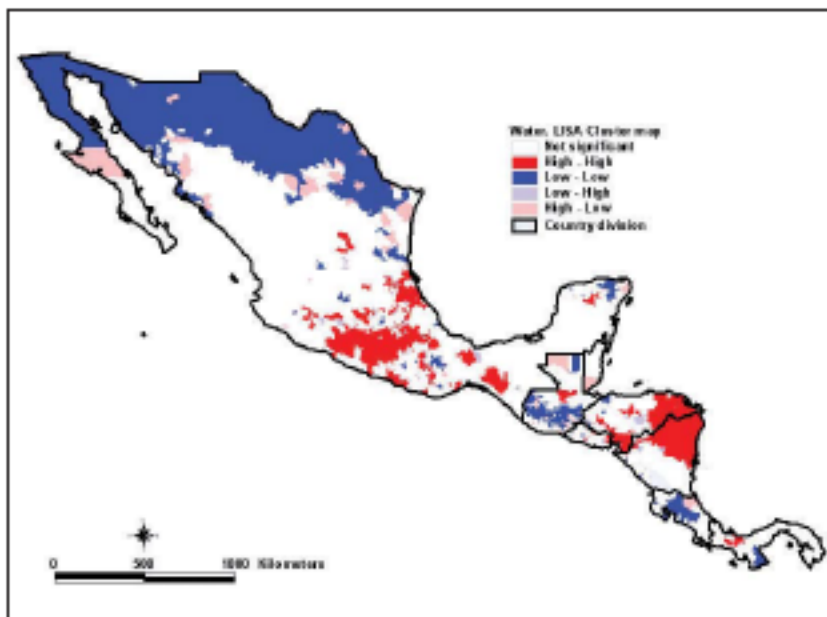 Water. LISA Cluster map
Not significant
High - High
Low - Low
Low - High
High - Low
Country division
0 500 1000 Kilometers